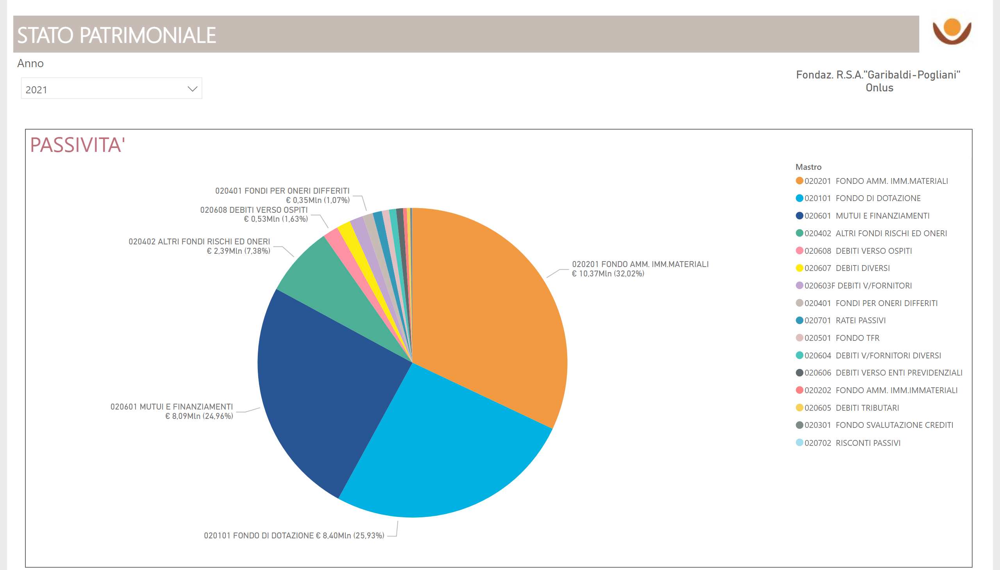 STATO PATRIMONIALE
Anno
2021
Fondaz. R.S.A."Garibaldi-Pogliani"
Onlus
PASSIVITA'
020401 FONDI PER ONERI DIFFERITI
€ 0,35Mln (1,07%)
020608 DEBITI VERSO OSPITI
€ 0,53Mln (1,63%)
020402 ALTRI FONDI RISCHI ED ONERI
€ 2,39Mln (7,38%)
020201 FONDO AMM. IMM.MATERIALI
€ 10,37Mln (32,02%)
020601 MUTUI E FINANZIAMENTI
€ 8,09Mln (24,96%)
020101 FONDO DI DOTAZIONE € 8,40Mln (25,93%)
Mastro
020201 FONDO AMM. IMM.MATERIALI
020101 FONDO DI DOTAZIONE
020601 MUTUI E FINANZIAMENTI
020402 ALTRI FONDI RISCHI ED ONERI
020608 DEBITI VERSO OSPITI
020607 DEBITI DIVERSI
020603F DEBITI V/FORNITORI
020401 FONDI PER ONERI DIFFERITI
020701 RATEI PASSIVI
020501 FONDO TFR
020604 DEBITI V/FORNITORI DIVERSI
020606 DEBITI VERSO ENTI PREVIDENZIALI
020202 FONDO AMM. IMM.IMMATERIALI
020605 DEBITI TRIBUTARI
020301 FONDO SVALUTAZIONE CREDITI
020702 RISCONTI PASSIVI